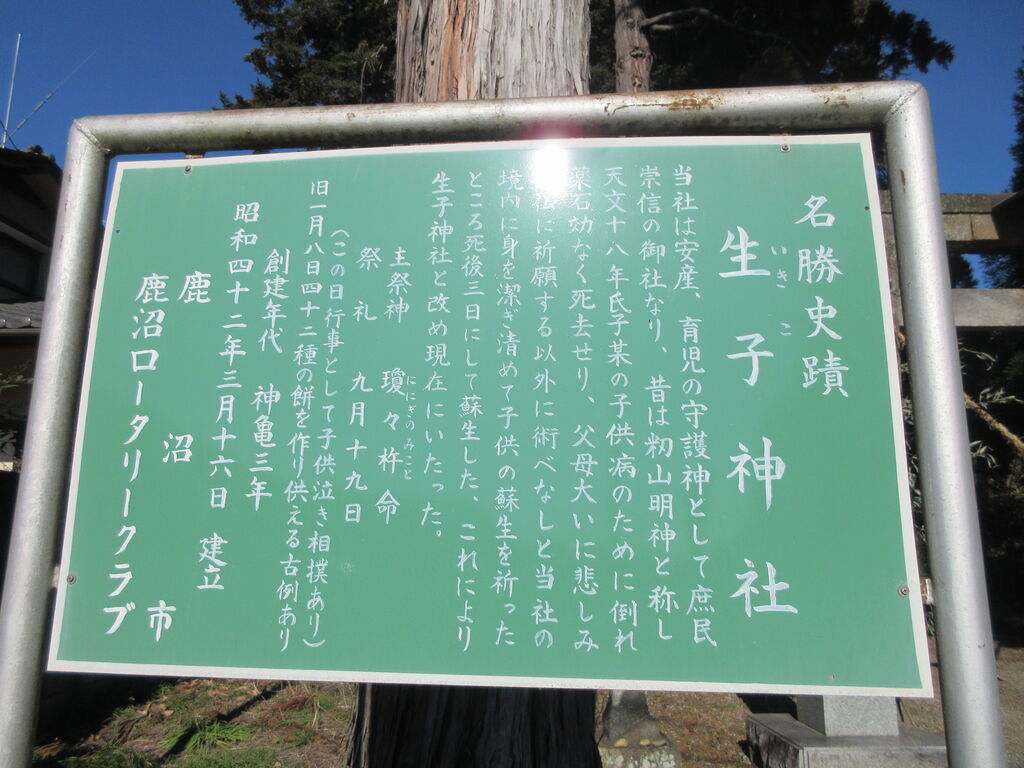 名勝史蹟
いきこ
生子神社
当社は安産、育児の守護神として庶民
崇信の御社なり、昔は籾山明神と称し
天文十八年氏子某の子供病のために倒れ
薬石効なく死去せり、父母大いに悲しみ
に祈願する以外に術べなしと当社の
境内に身を潔ぎ清めて子供の蘇生を祈った
ところ死後三日にして蘇生した、これにより
生子神社と改め現在にいたった。
ににぎのみこと
主祭神 瓊々杵命
祭礼 九月十九日
(この日行事として子供泣き相撲あり)
旧一月八日四十二種の餅を作り供える古例あり
創建年代 神亀三年
昭和四十二年三月十六日 建立
鹿沼市
鹿沼ロータリークラブ